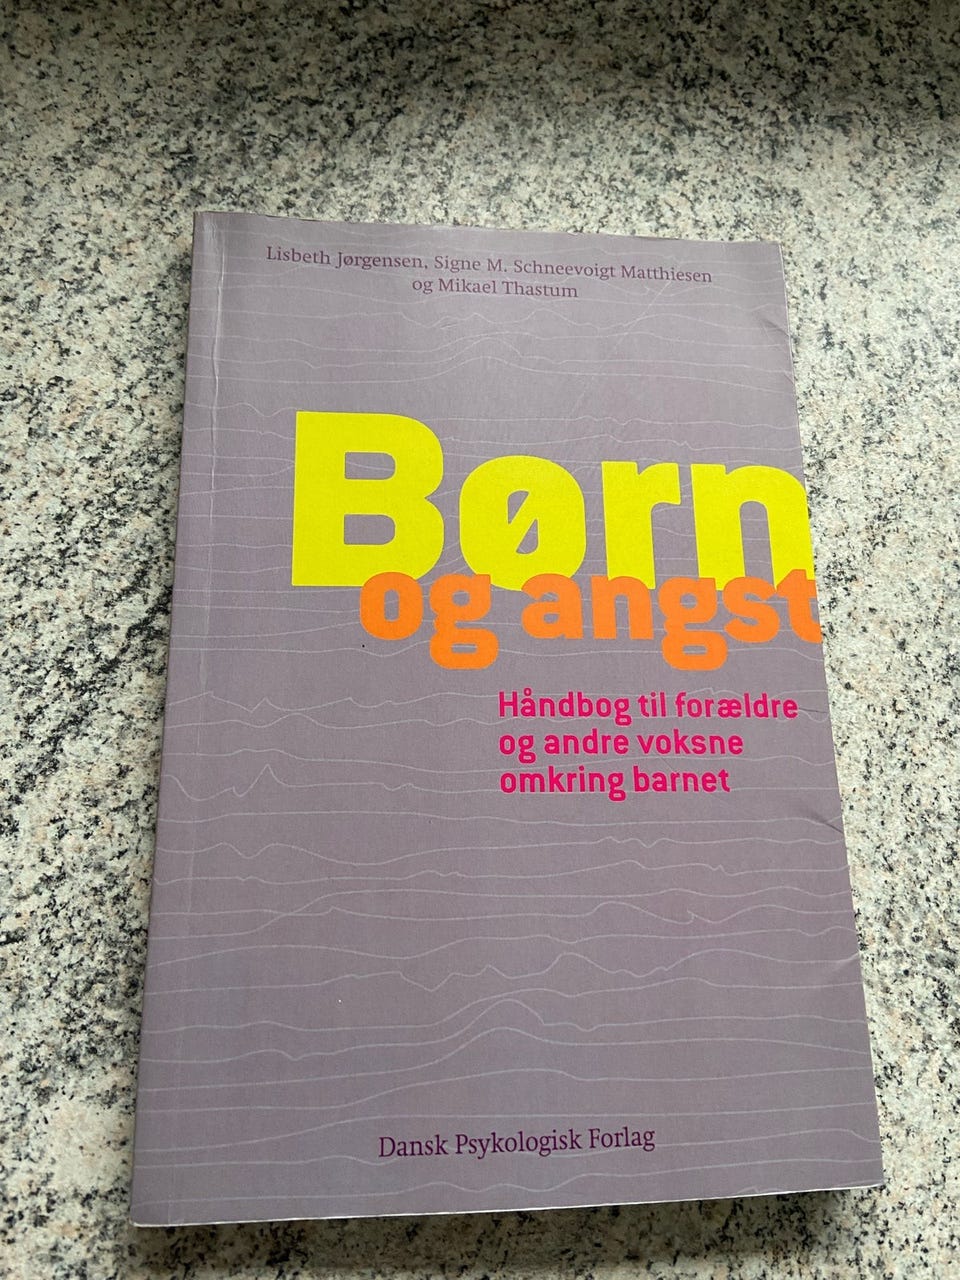 Lisbeth Jørgensen, Signe M. Schneevoigt Matthiesen
og Mikael Thastum
Børn
og angst
Håndbog til forældre
og andre voksne
omkring barnet
Dansk Psykologisk Forlag